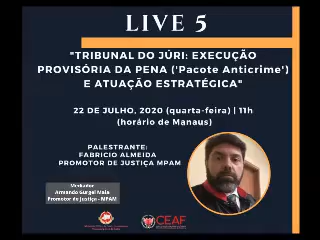 LIVE 5
"TRIBUNAL DO JÚRI: EXECUÇÃO
PROVISÓRIA DA PENA ('Pacote Anticrime')
E ATUAÇÃO ESTRATÉGICA"
22 DE JULHO, 2020 (quarta-feira) | 11h
(horário de Manaus)
PALESTRANTE:
FABRICIO ALMEIDA
PROMOTOR DE JUSTIÇA MPAM
Mediador
Armando Gurgel Maia
Promotor de Justiça - MPAM
CEAF